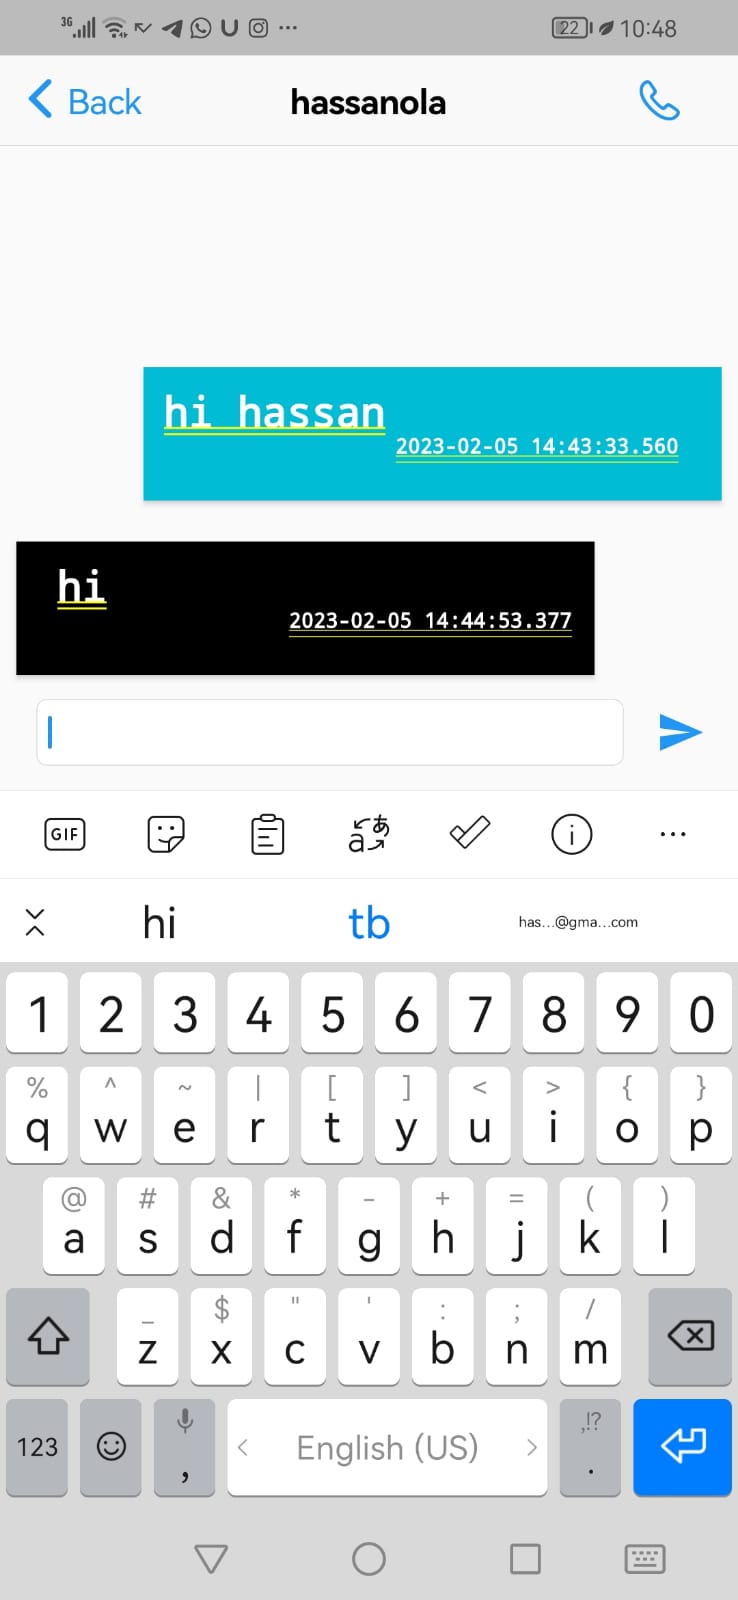 3G 22 10:48
Back hassanola
hi hassan
2023-02-05 14:43:33.560
hi
2023-02-05 14:44:53.377
GIF aあ i ...
hi tb has...@gma...com
1 2 3 4 5 6 7 8 9 0
% ^ ~ | [ ] < > { }
q w e r t y u i o p
@ # & * - + = ( )
a s d f g h j k l
_ $ " ' : ; /
z x c v b n m
,!?
123 , < English (US) > .